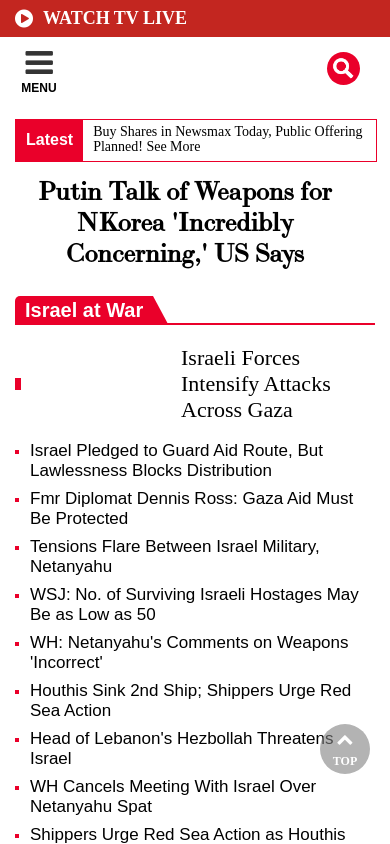 WATCH TV LIVE
MENU
Latest
Buy Shares in Newsmax Today, Public Offering
Planned! See More
Putin Talk of Weapons for
NKorea 'Incredibly
Concerning,' US Says
Israel at War
Israeli Forces
Intensify Attacks
Across Gaza
Israel Pledged to Guard Aid Route, But
Lawlessness Blocks Distribution
Fmr Diplomat Dennis Ross: Gaza Aid Must
Be Protected
Tensions Flare Between Israel Military,
Netanyahu
WSJ: No. of Surviving Israeli Hostages May
Be as Low as 50
WH: Netanyahu's Comments on Weapons
'Incorrect'
Houthis Sink 2nd Ship; Shippers Urge Red
Sea Action
Head of Lebanon's Hezbollah Threatens
Israel
TOP
WH Cancels Meeting With Israel Over
Netanyahu Spat
Shippers Urge Red Sea Action as Houthis